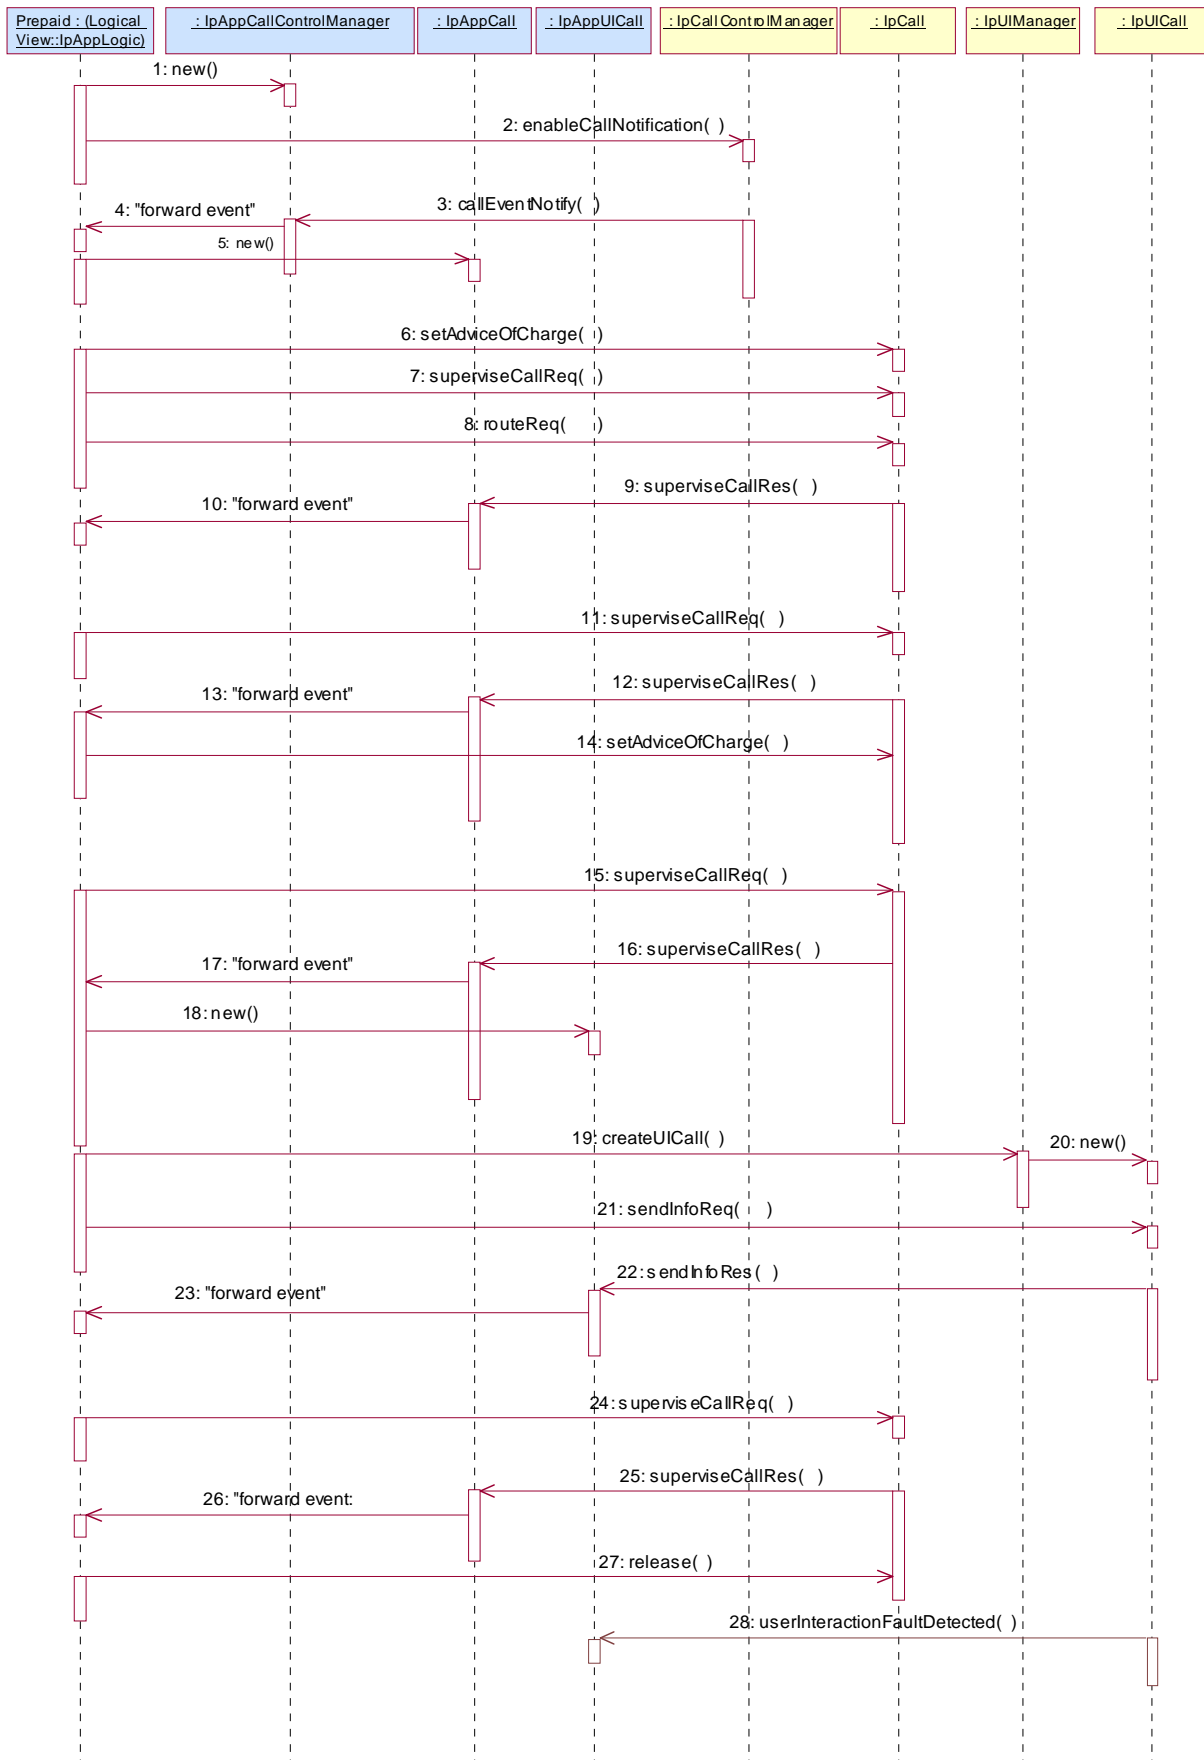 Prepaid : (Logical
View::IpAppLogic)
: IpAppCallControlManager
: IpAppCall
: IpAppUICall
: IpCallControlManager
: IpCall
: IpUIManager
: IpUICall
1: new()
2: enableCallNotification( )
3: callEventNotify( )
4: "forward event"
5: new()
6: setAdviceOfCharge( )
7: superviseCallReq( )
8: routeReq( )
9: superviseCallRes( )
10: "forward event"
11: superviseCallReq( )
12: superviseCallRes( )
13: "forward event"
14: setAdviceOfCharge( )
15: superviseCallReq( )
16: superviseCallRes( )
17: "forward event"
18: new()
19: createUICall( )
20: new()
21: sendInfoReq( )
22: sendInfoRes( )
23: "forward event"
24: superviseCallReq( )
25: superviseCallRes( )
26: "forward event:
27: release( )
28: userInteractionFaultDetected( )